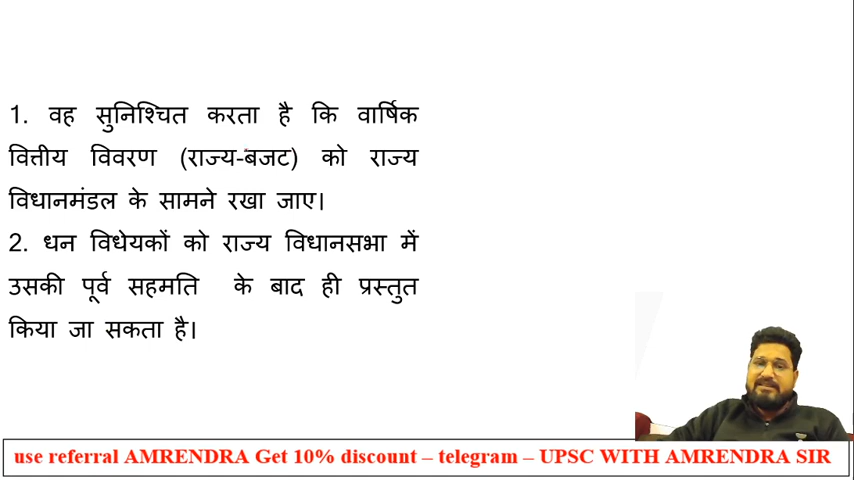 1. वह सुनिश्चित करता है कि वार्षिक
वित्तीय विवरण (राज्य-बजट) को राज्य
विधानमंडल के सामने रखा जाए।
2. धन विधेयकों को राज्य विधानसभा में
उसकी पूर्व सहमति के बाद ही प्रस्तुत
किया जा सकता है।
use referral AMRENDRA Get 10% discount – telegram – UPSC WITH AMRENDRA SIR